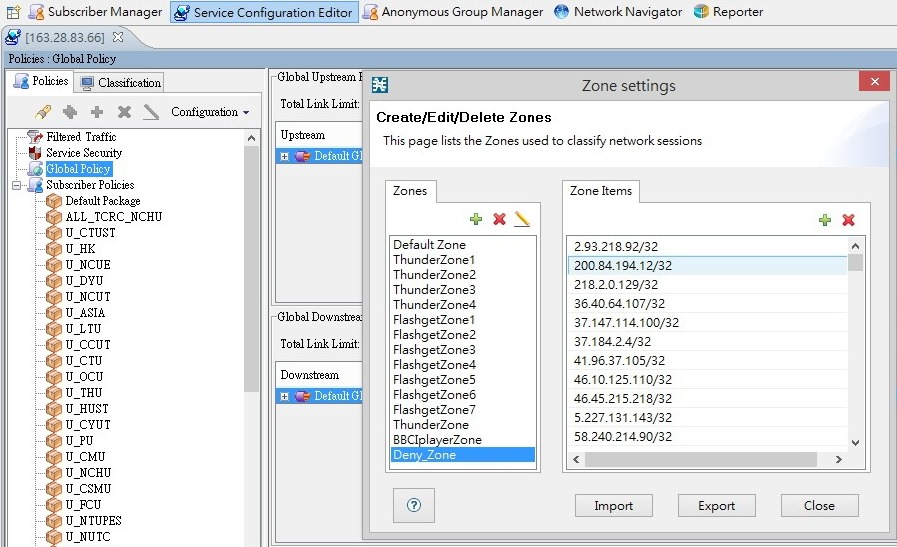 Subscriber Manager Service Configuration Editor Anonymous Group Manager Network Navigator Reporter
[163.28.83.66]
Policies : Global Policy
Policies Classification
Configuration
Filtered Traffic
Service Security
Global Policy
Subscriber Policies
Default Package
ALL_TCRC_NCHU
U_CTUST
U_HK
U_NCUE
U_DYU
U_NCUT
U_ASIA
U_LTU
U_CCUT
U_CTU
U_OCU
U_THU
U_HUST
U_CYUT
U_PU
U_CMU
U_NCHU
U_CSMU
U_FCU
U_NTUPES
U_NUTC
Global Upstream
Total Link Limit:
Upstream
Default Gl
Global Downstream
Total Link Limit:
Downstream
Default Gl
Zone settings
Create/Edit/Delete Zones
This page lists the Zones used to classify network sessions
Zones
Default Zone
ThunderZone1
ThunderZone2
ThunderZone3
ThunderZone4
FlashgetZone1
FlashgetZone2
FlashgetZone3
FlashgetZone4
FlashgetZone5
FlashgetZone6
FlashgetZone7
ThunderZone
BBCIplayerZone
Deny_Zone
Zone Items
2.93.218.92/32
200.84.194.12/32
218.2.0.129/32
36.40.64.107/32
37.147.114.100/32
37.184.2.4/32
41.96.37.105/32
46.10.125.110/32
46.45.215.218/32
5.227.131.143/32
58.240.214.90/32
?
Import Export Close